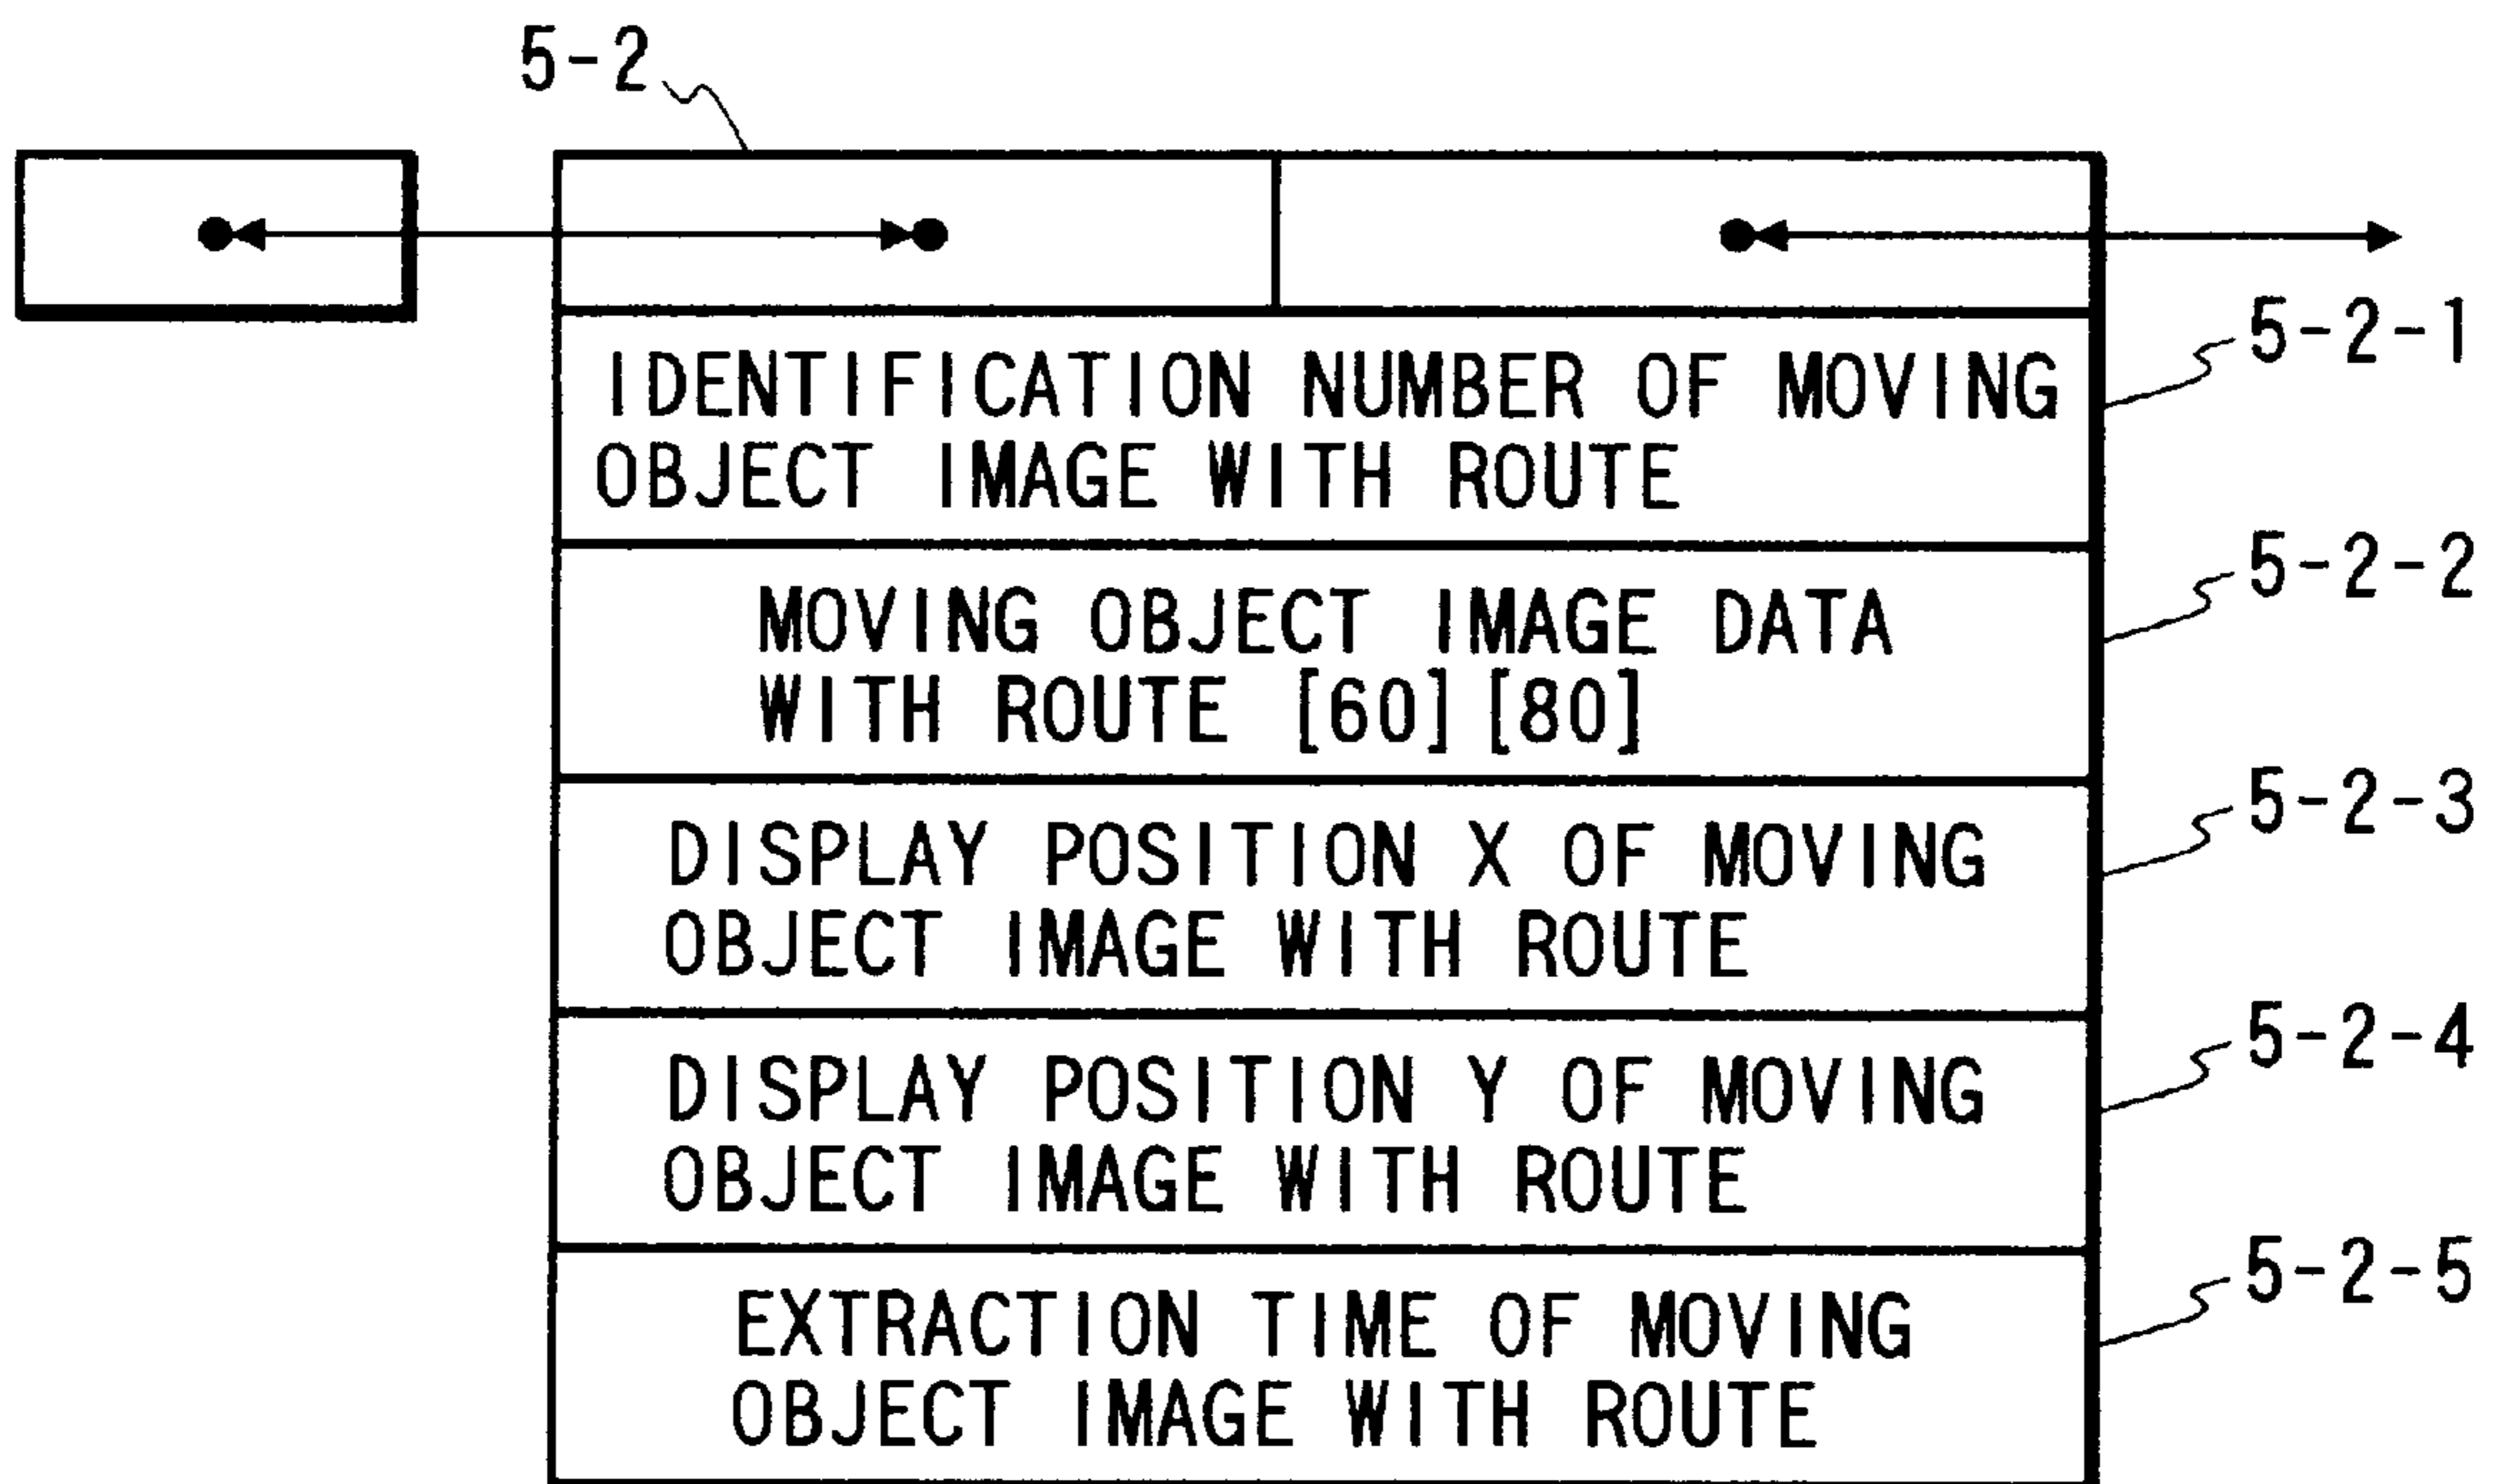 5-2
IDENTIFICATION NUMBER OF MOVING
OBJECT IMAGE WITH ROUTE
5-2-1
MOVING OBJECT IMAGE DATA
WITH ROUTE [60] [80]
5-2-2
DISPLAY POSITION X OF MOVING
OBJECT IMAGE WITH ROUTE
5-2-3
DISPLAY POSITION Y OF MOVING
OBJECT IMAGE WITH ROUTE
5-2-4
EXTRACTION TIME OF MOVING
OBJECT IMAGE WITH ROUTE
5-2-5